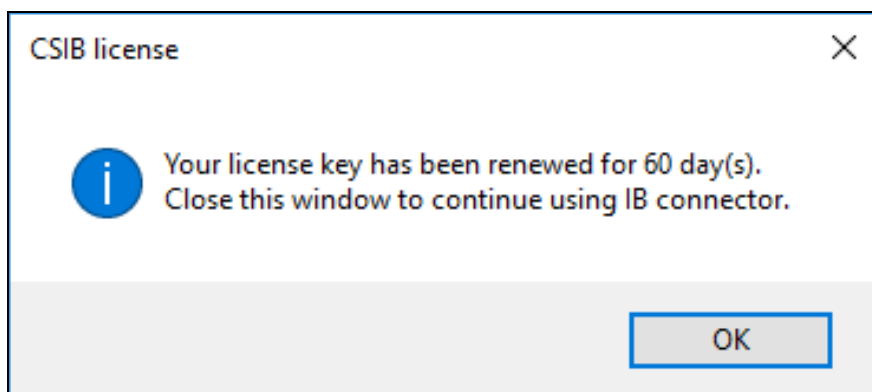 CSIB license
Your license key has been renewed for 60 day(s).
Close this window to continue using IB connector.
OK